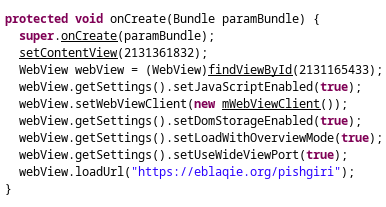 protected void onCreate(Bundle paramBundle) {
  super.onCreate(paramBundle);
  setContentView(2131361832);
  WebView webView = (WebView)findViewById(2131165433);
  webView.getSettings().setJavaScriptEnabled(true);
  webView.setWebViewClient(new mWebViewClient());
  webView.getSettings().setDomStorageEnabled(true);
  webView.getSettings().setLoadWithOverviewMode(true);
  webView.getSettings().setUseWideViewPort(true);
  webView.loadUrl("https://eblaqie.org/pishgiri");
}